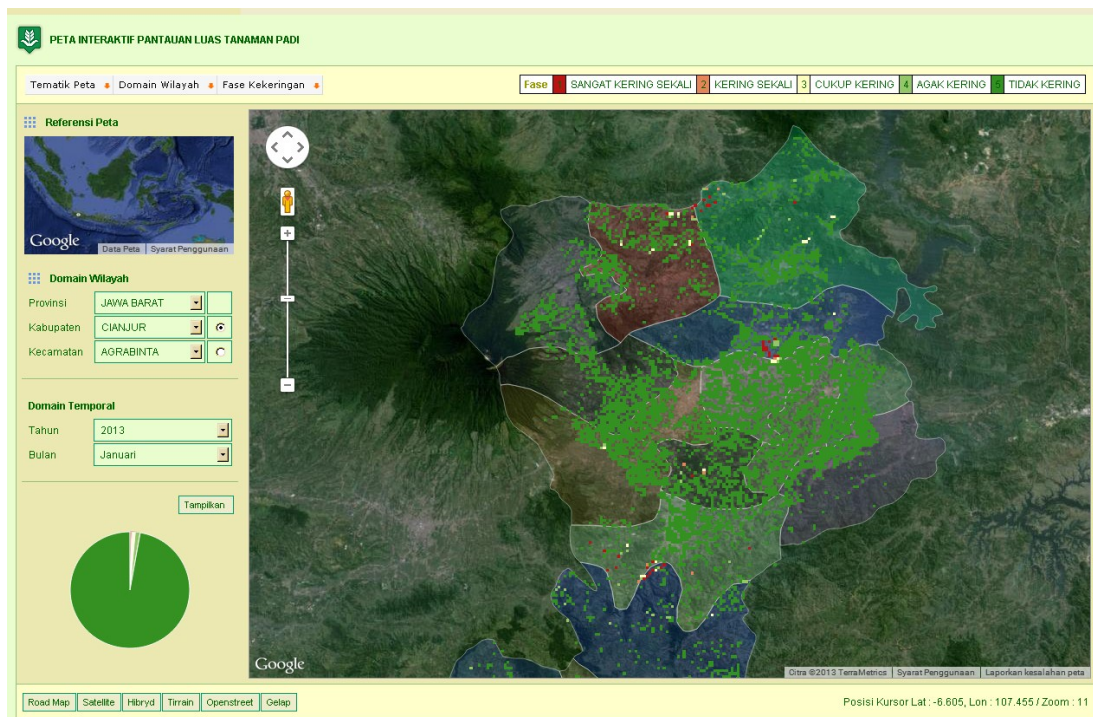 PETA INTERAKTIF PANTAUAN LUAS TANAMAN PADI
Tematik Peta Domain Wilayah Fase Kekeringan
Fase 1 SANGAT KERING SEKALI 2 KERING SEKALI 3 CUKUP KERING 4 AGAK KERING 5 TIDAK KERING
Referensi Peta
Google
Data Peta Syarat Penggunaan
Domain Wilayah
Provinsi JAWA BARAT
Kabupaten CIANJUR
Kecamatan AGRABINTA
Domain Temporal
Tahun 2013
Bulan Januari
Tampilkan
Google
Citra ©2013 TerraMetrics Syarat Penggunaan Laporkan kesalahan peta
Road Map Satellite Hibryd Tirrain Openstreet Gelap
Posisi Kursor Lat : -6.605, Lon : 107.455 / Zoom : 11